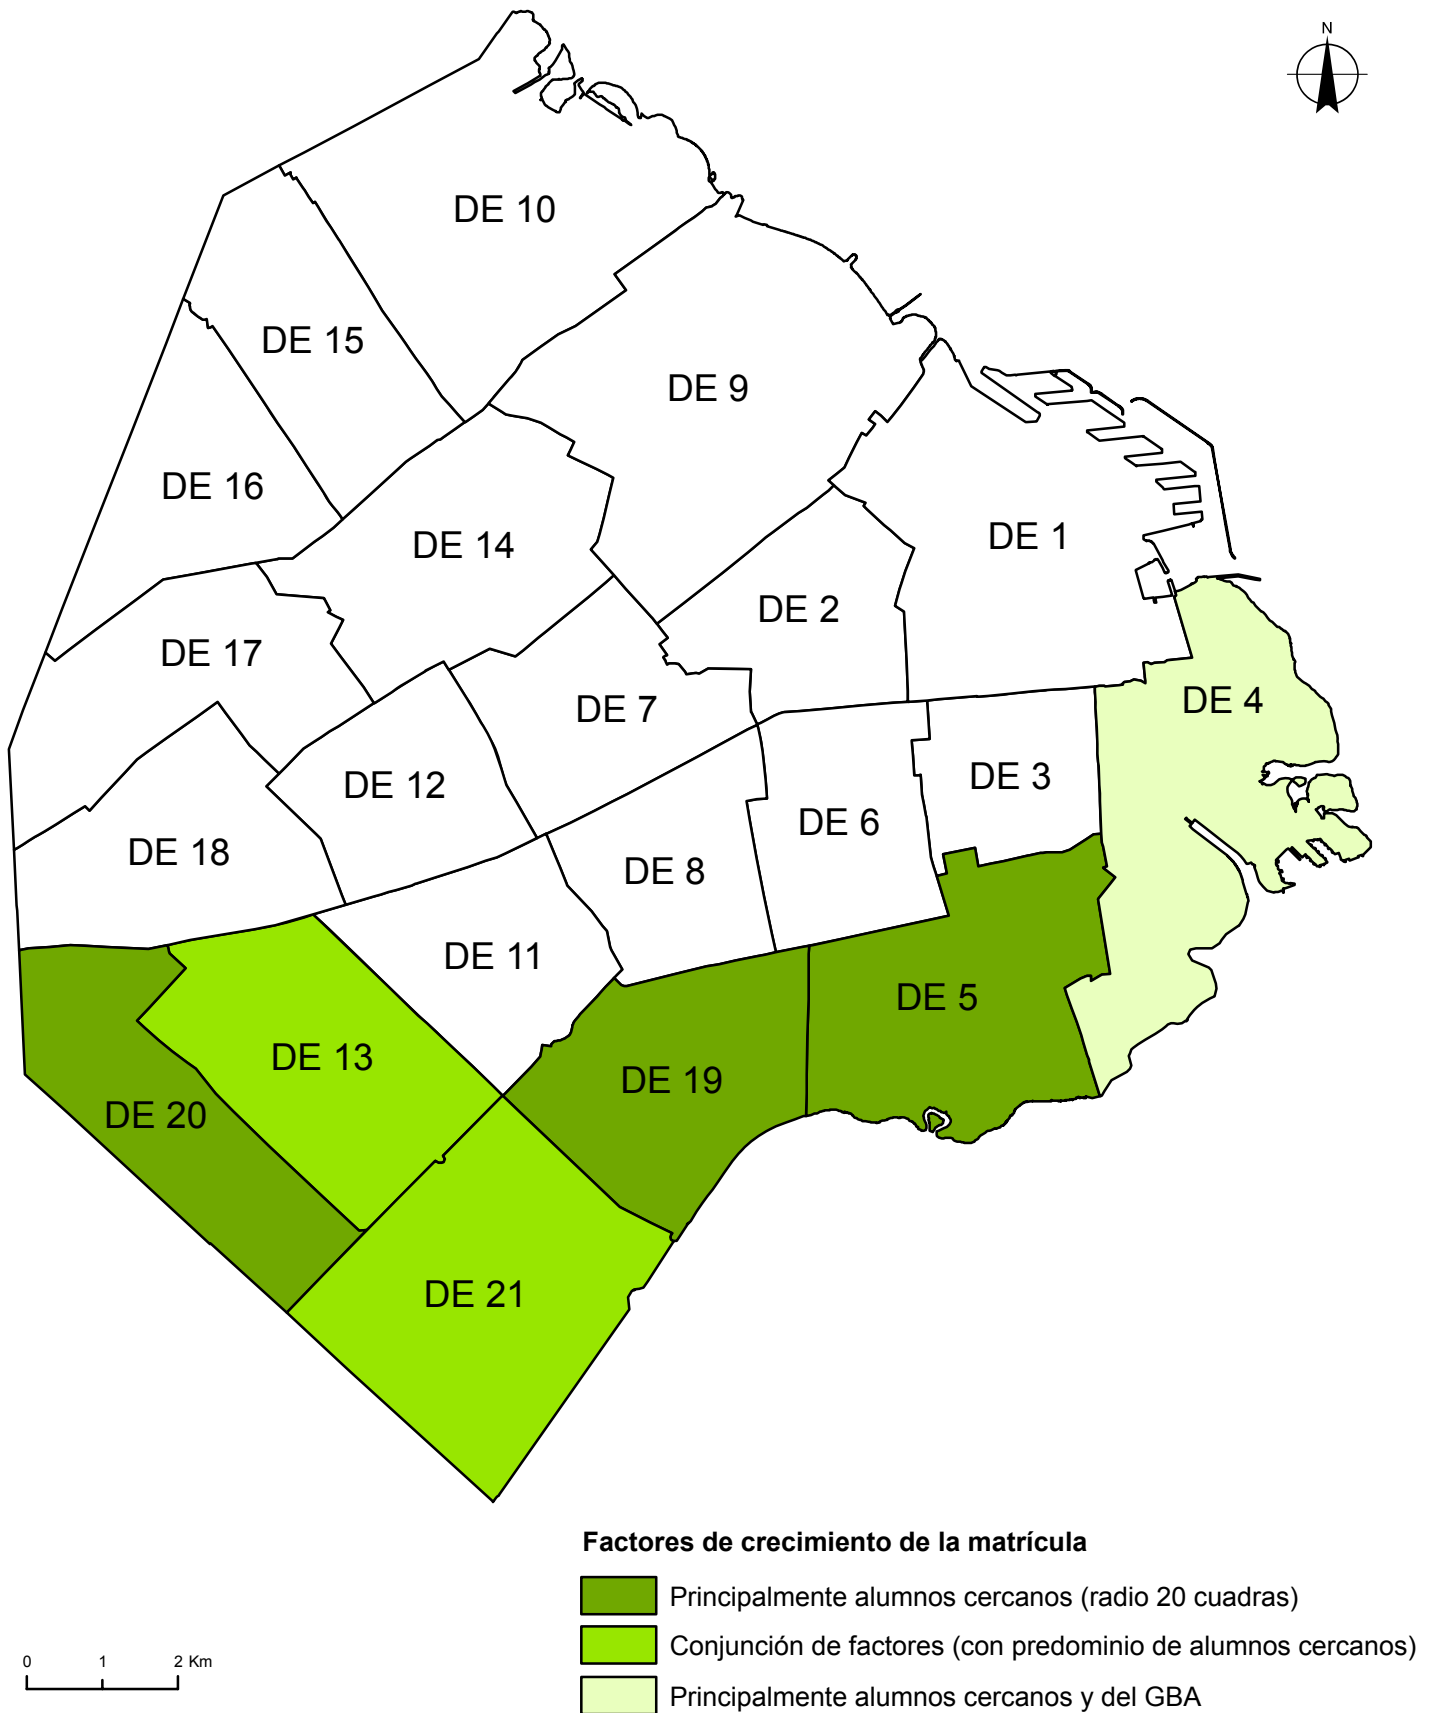 N
DE 10
DE 15
DE 9
DE 16
DE 14
DE 1
DE 2
DE 17
DE 4
DE 7
DE 3
DE 12
DE 6
DE 18
DE 8
DE 11
DE 5
DE 13
DE 19
DE 20
DE 21
Factores de crecimiento de la matrícula
Principalmente alumnos cercanos (radio 20 cuadras)
Conjunción de factores (con predominio de alumnos cercanos)
Principalmente alumnos cercanos y del GBA
0 1 2 Km